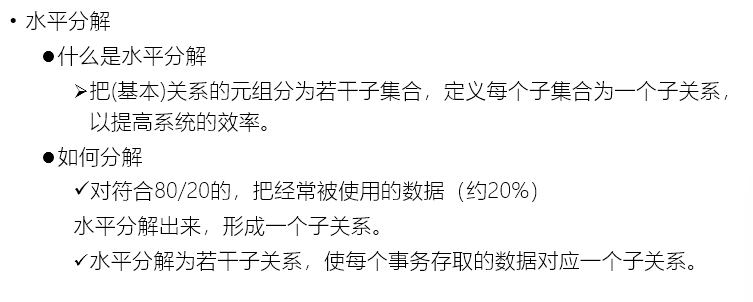 • 水平分解
●什么是水平分解
➢把(基本)关系的元组分为若干子集合，定义每个子集合为一个子关系，
以提高系统的效率。
●如何分解
✓对符合80/20的，把经常被使用的数据（约20%）
水平分解出来，形成一个子关系。
✓水平分解为若干子关系，使每个事务存取的数据对应一个子关系。